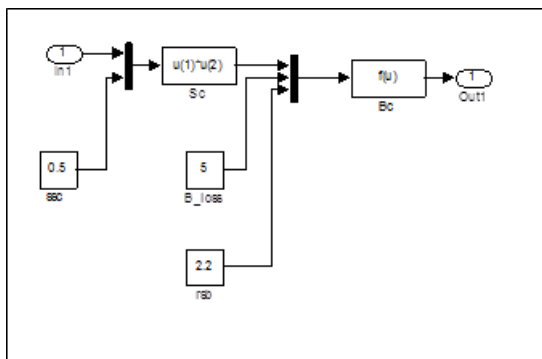 1
In1
u(1)*u(2)
Sc
f(u)
Bc
1
Out1
0.5
ssc
5
B_loss
2.2
rsb